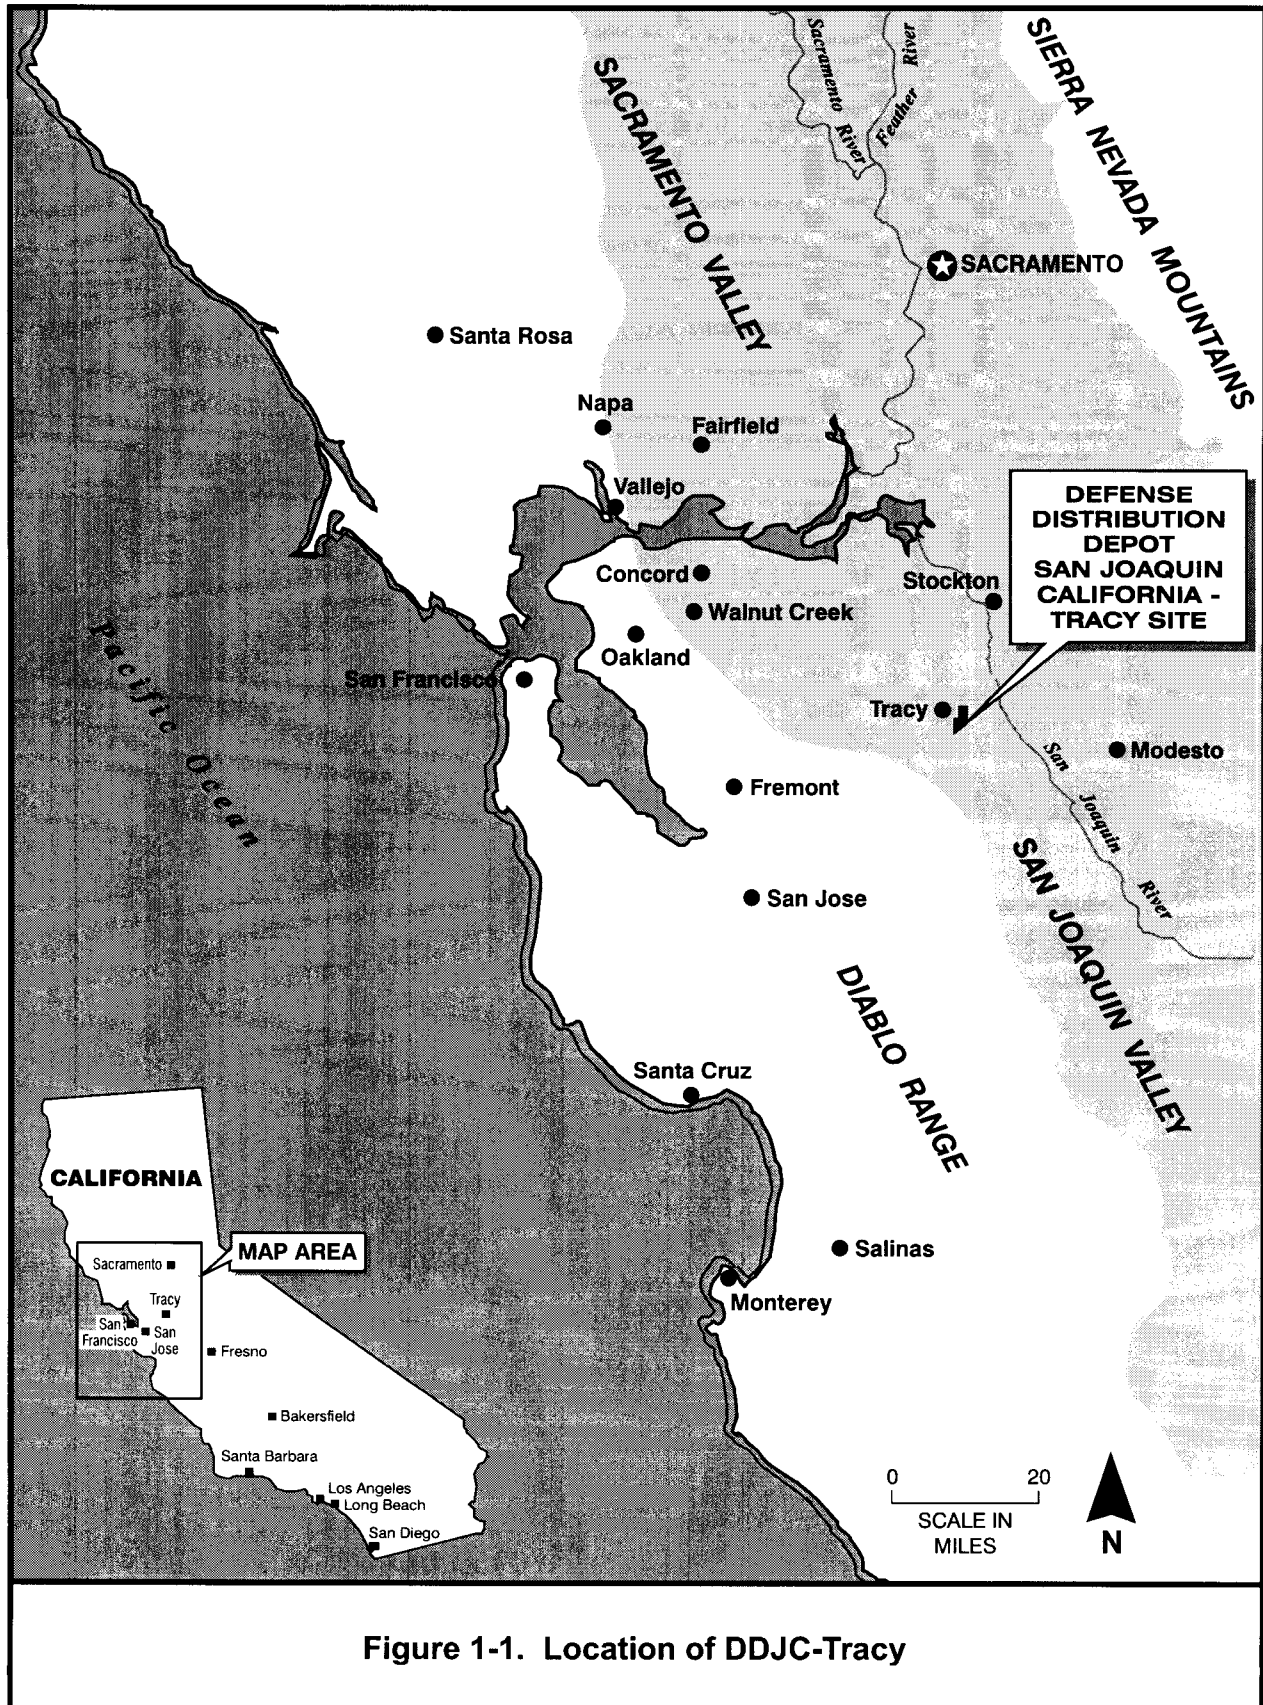 Sacramento
River
Feather
River
SIERRA NEVADA MOUNTAINS
SACRAMENTO VALLEY
SACRAMENTO
Santa Rosa
Napa
Fairfield
Vallejo
DEFENSE
DISTRIBUTION
DEPOT
SAN JOAQUIN
CALIFORNIA -
TRACY SITE
Concord
Stockton
Walnut Creek
Oakland
San Francisco
Pacific Ocean
Tracy
Modesto
San
Joaquin
River
Fremont
SAN JOAQUIN VALLEY
San Jose
DIABLO RANGE
Santa Cruz
Salinas
Monterey
CALIFORNIA
MAP AREA
Sacramento
Tracy
San
Francisco
San
Jose
Fresno
Bakersfield
Santa Barbara
Los Angeles
Long Beach
San Diego
0 20
SCALE IN
MILES
N
Figure 1-1. Location of DDJC-Tracy